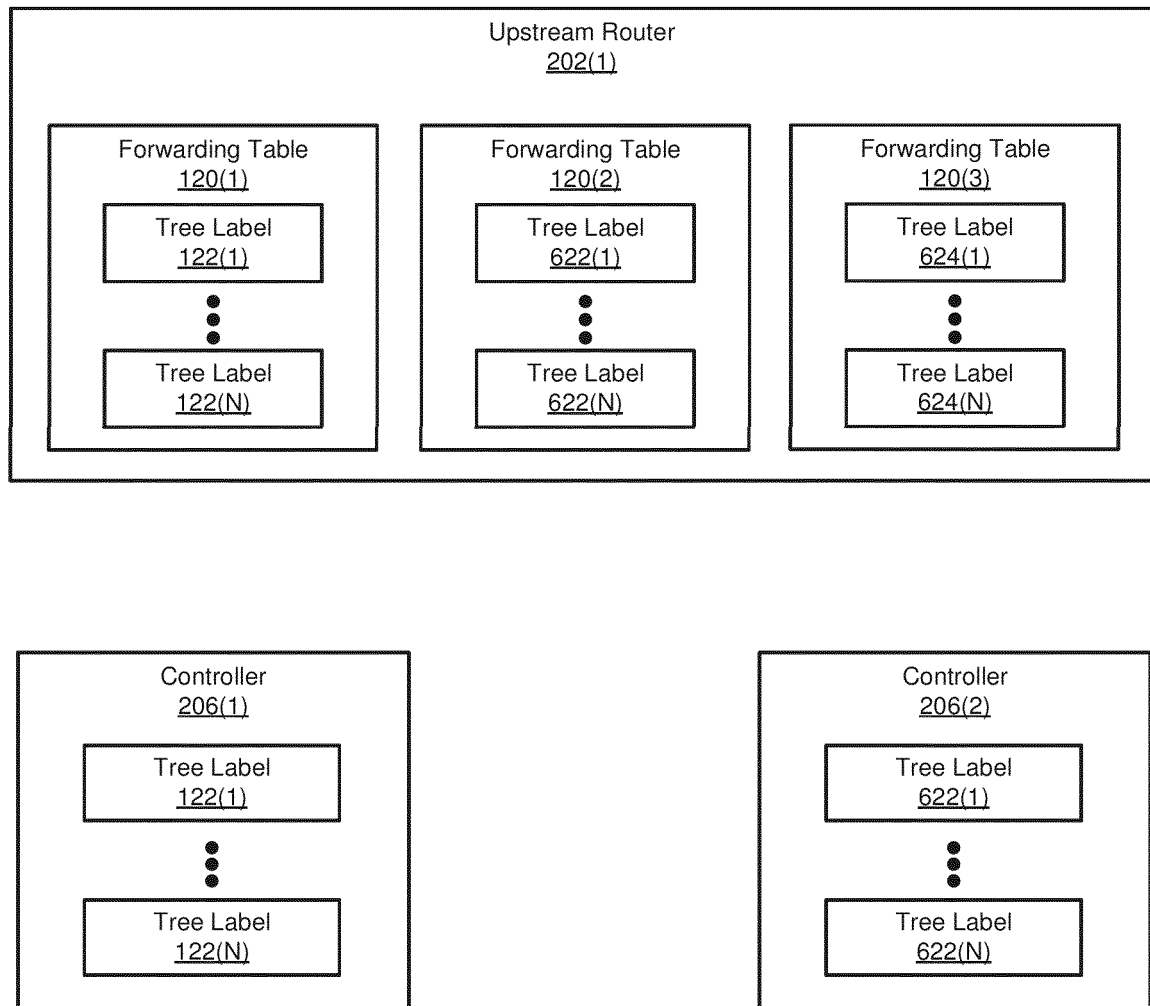 Upstream Router
202(1)
Forwarding Table
120(1)
Tree Label
122(1)
Tree Label
122(N)
Forwarding Table
120(2)
Tree Label
622(1)
Tree Label
622(N)
Forwarding Table
120(3)
Tree Label
624(1)
Tree Label
624(N)
Controller
206(1)
Tree Label
122(1)
Tree Label
122(N)
Controller
206(2)
Tree Label
622(1)
Tree Label
622(N)